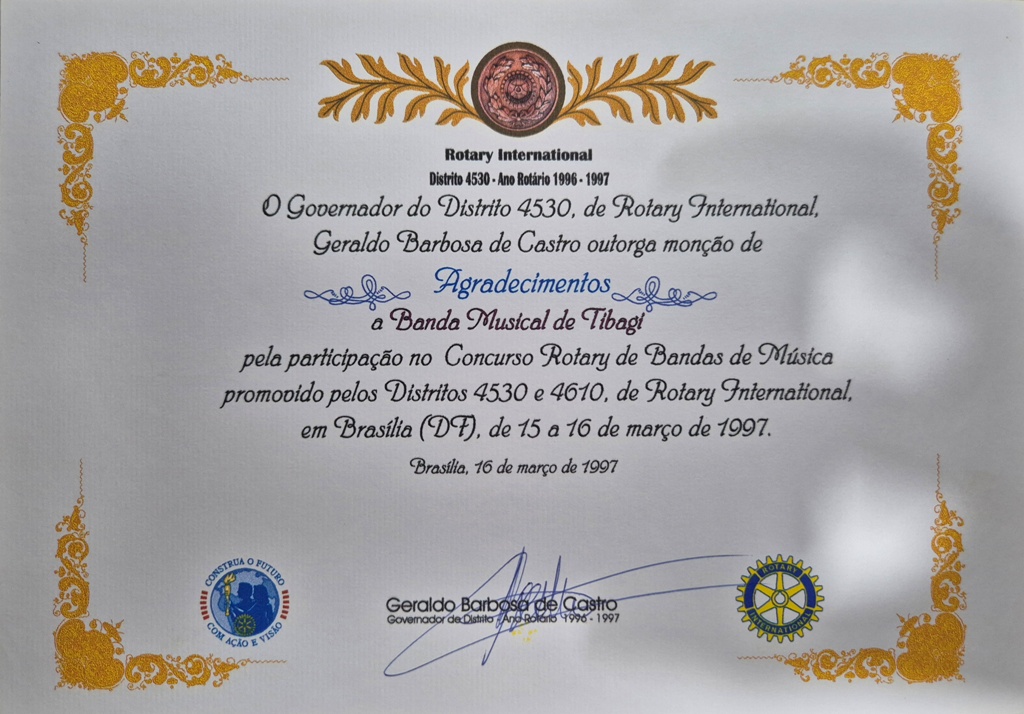 Rotary International
Distrito 4530 - Ano Rotário 1996 - 1997
O Governador do Distrito 4530, de Rotary International,
Geraldo Barbosa de Castro outorga monção de
Agradecimentos
a Banda Musical de Tibagi
pela participação no Concurso Rotary de Bandas de Música
promovido pelos Distritos 4530 e 4610, de Rotary International,
em Brasília (DF), de 15 a 16 de março de 1997.
Brasília, 16 de março de 1997
CONSTRUA O FUTURO
COM AÇÃO E VISÃO
Geraldo Barbosa de Castro
Governador de Distrito Ano Rotário 1996 - 1997
ROTARY
INTERNATIONAL